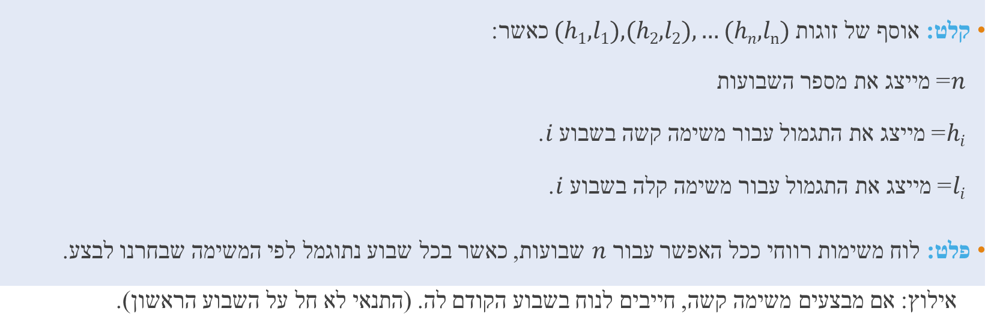 • קלט: אוסף של זוגות (h₁,l₁),(h₂,l₂), … (hₙ,lₙ) כאשר:
n= מייצג את מספר השבועות
hᵢ= מייצג את התגמול עבור משימה קשה בשבוע i.
lᵢ= מייצג את התגמול עבור משימה קלה בשבוע i.
• פלט: לוח משימות רווחי ככל האפשר עבור n שבועות, כאשר בכל שבוע נתוגמל לפי המשימה שבחרנו לבצע.
אילוץ: אם מבצעים משימה קשה, חייבים לנוח בשבוע הקודם לה. (התנאי לא חל על השבוע הראשון).